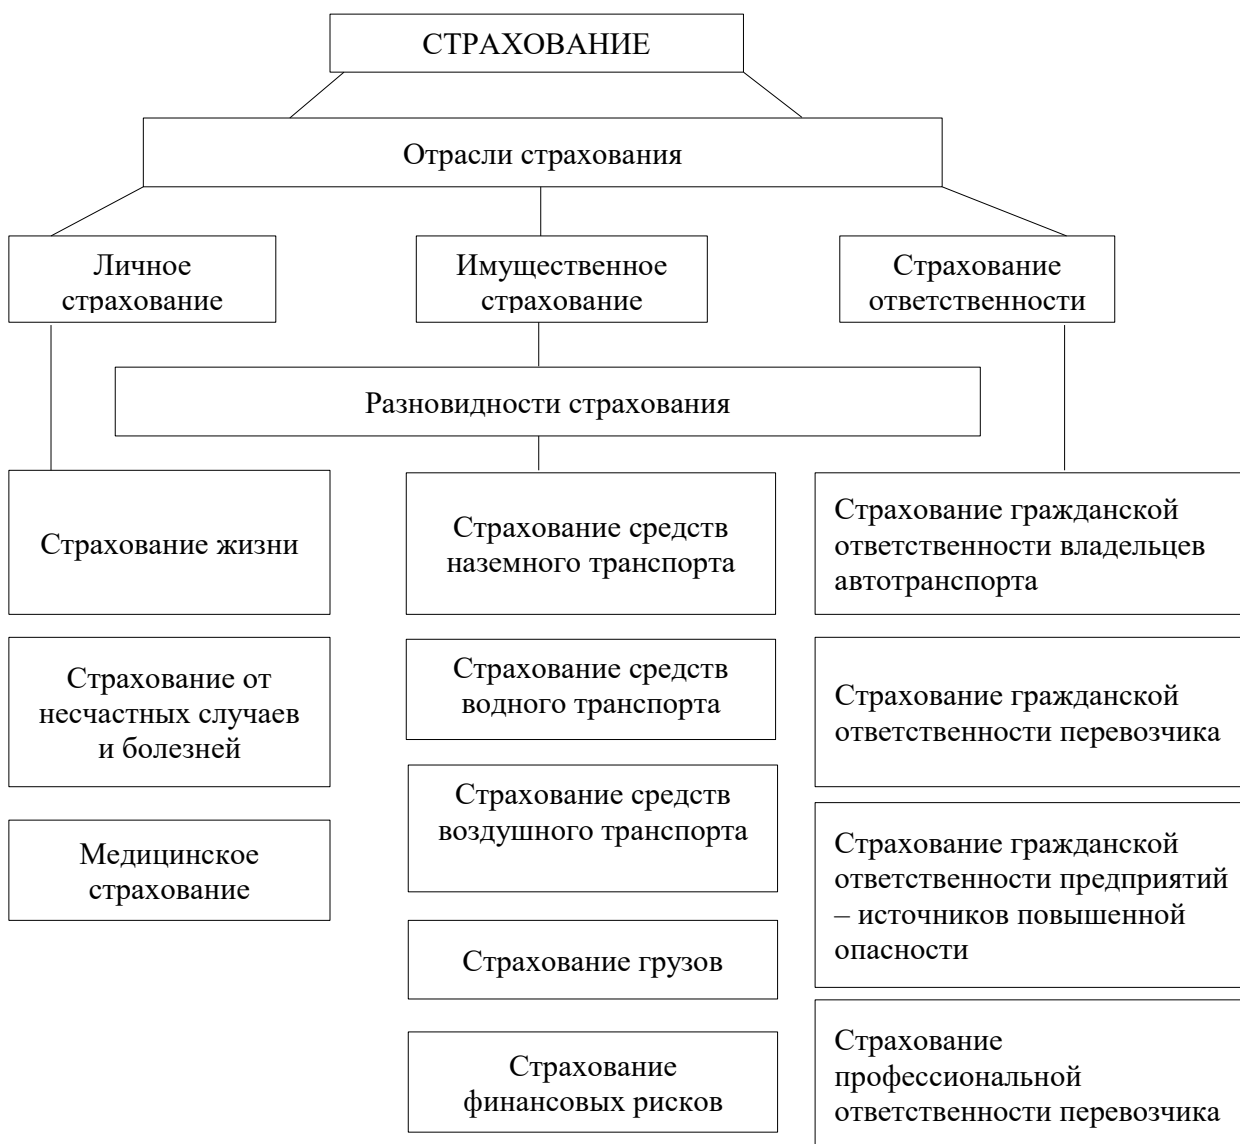 СТРАХОВАНИЕ
Отрасли страхования
Личное
страхование
Имущественное
страхование
Страхование
ответственности
Разновидности страхования
Страхование жизни
Страхование от
несчастных случаев
и болезней
Медицинское
страхование
Страхование средств
наземного транспорта
Страхование средств
водного транспорта
Страхование средств
воздушного транспорта
Страхование грузов
Страхование
финансовых рисков
Страхование гражданской
ответственности владельцев
автотранспорта
Страхование гражданской
ответственности перевозчика
Страхование гражданской
ответственности предприятий
– источников повышенной
опасности
Страхование
профессиональной
ответственности перевозчика